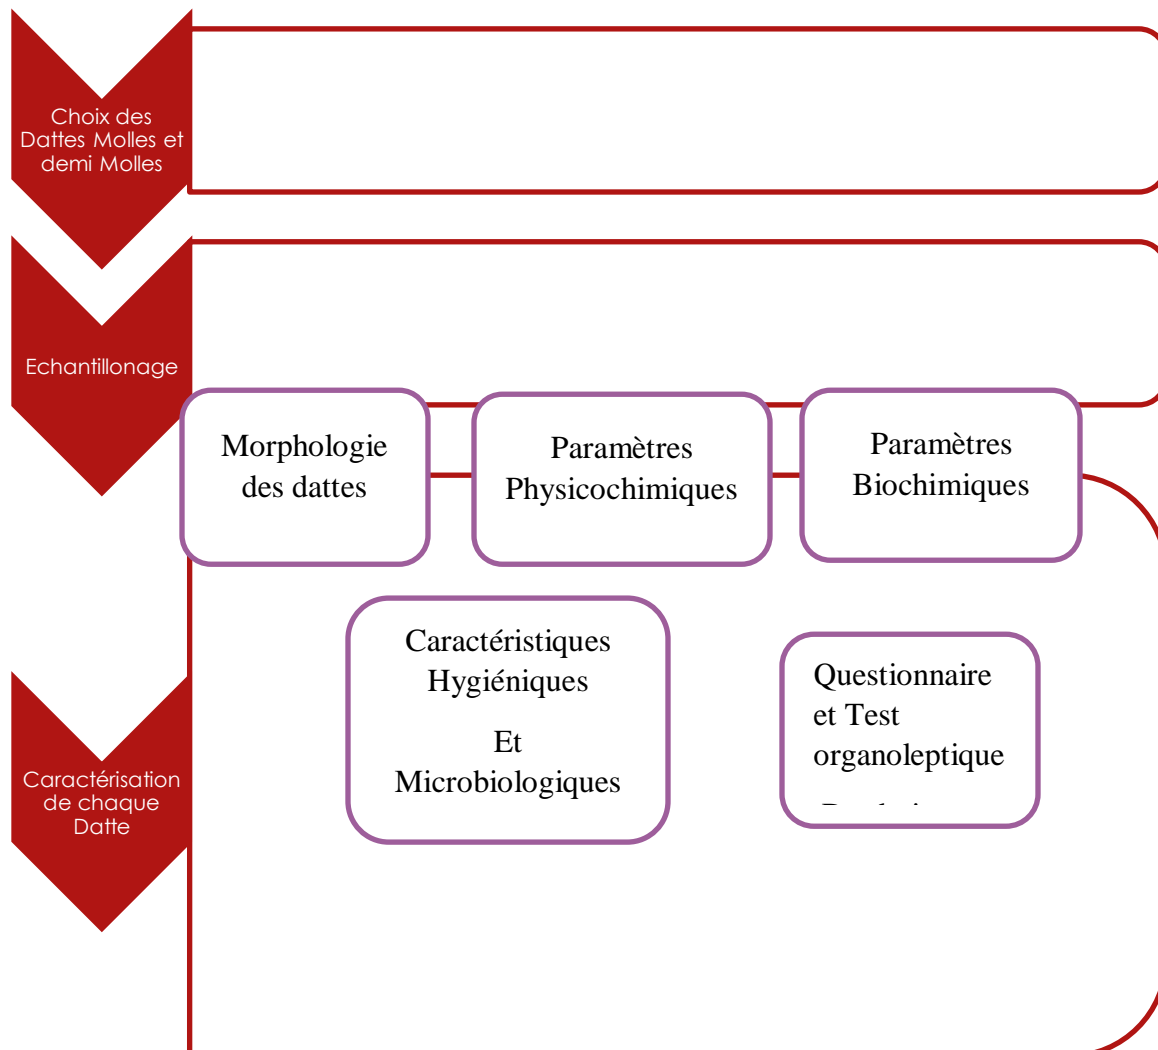 Choix des
Dattes Molles et
demi Molles
Echantillonage
Morphologie
des dattes
Paramètres
Physicochimiques
Paramètres
Biochimiques
Caractéristiques
Hygiéniques
Et
Microbiologiques
Questionnaire
et Test
organoleptique
Caractérisation
de chaque
Datte